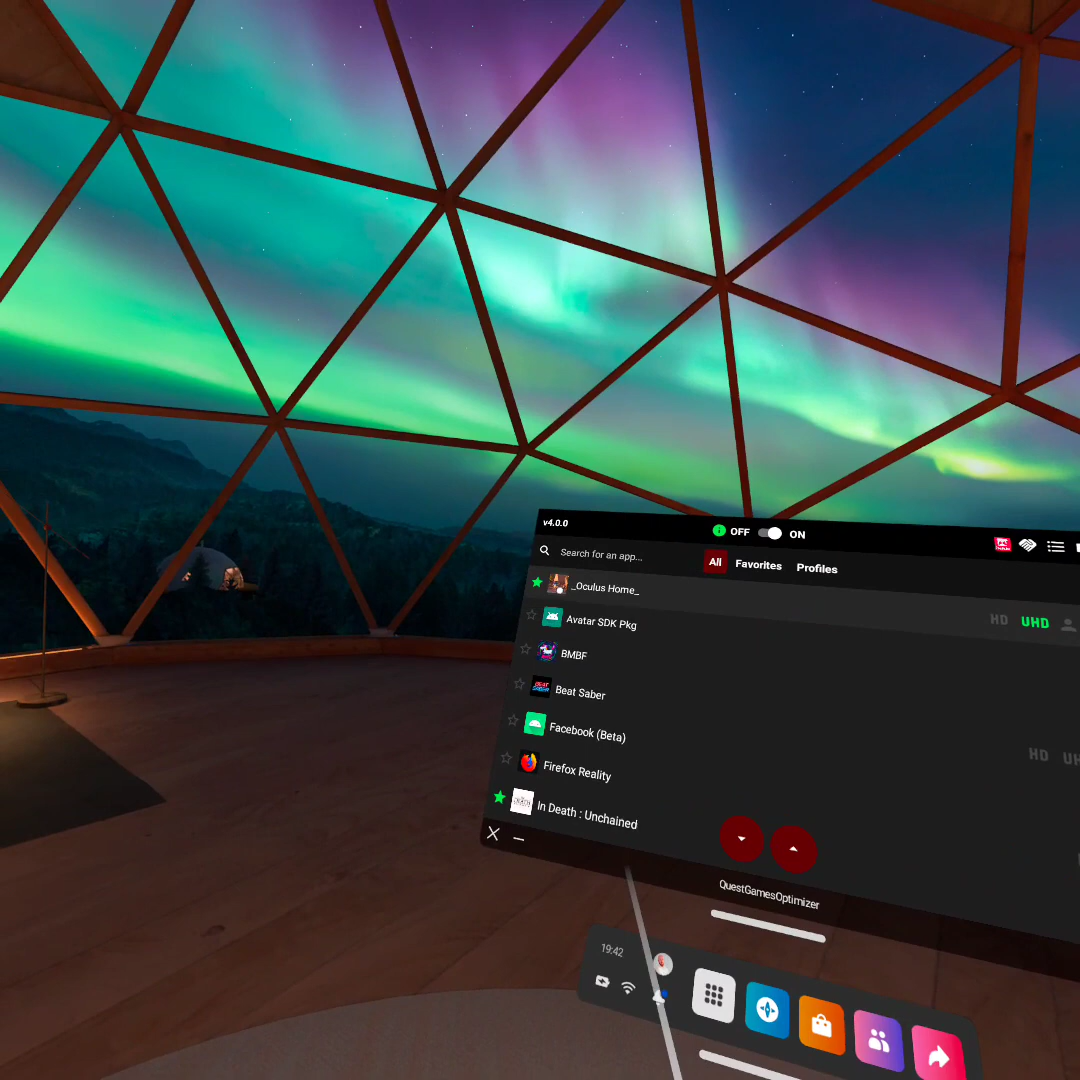 v4.0.0
OFF ON
Search for an app...
All Favorites Profiles
_Oculus Home_
HD UHD
Avatar SDK Pkg
BMBF
Beat Saber
Facebook (Beta)
HD
Firefox Reality
In Death : Unchained
QuestGamesOptimizer
19:42